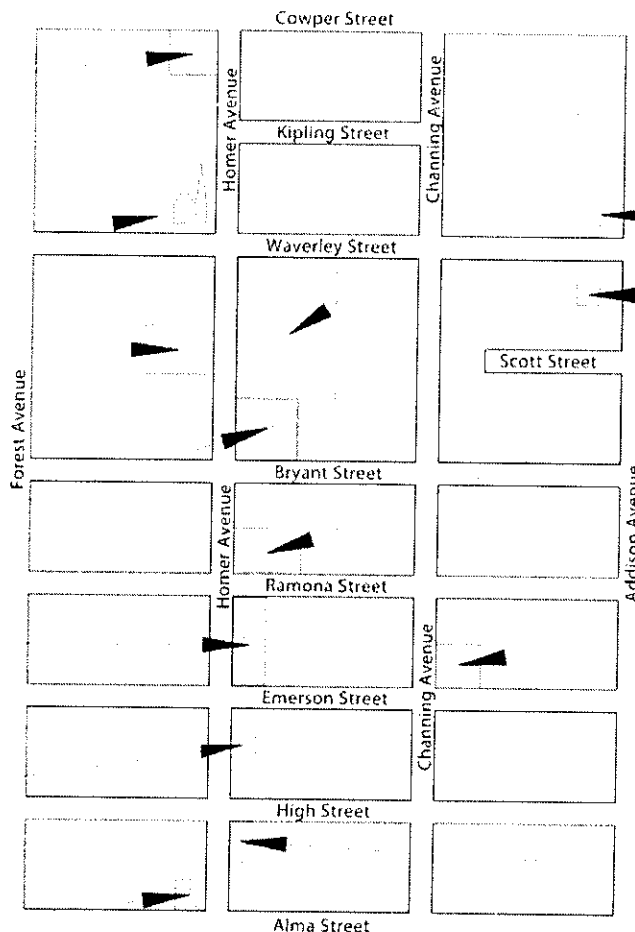 Cowper Street
Homer Avenue
Kipling Street
Channing Avenue
Waverley Street
Forest Avenue
Scott Street
Bryant Street
Homer Avenue
Addison Avenue
Ramona Street
Channing Avenue
Emerson Street
High Street
Alma Street